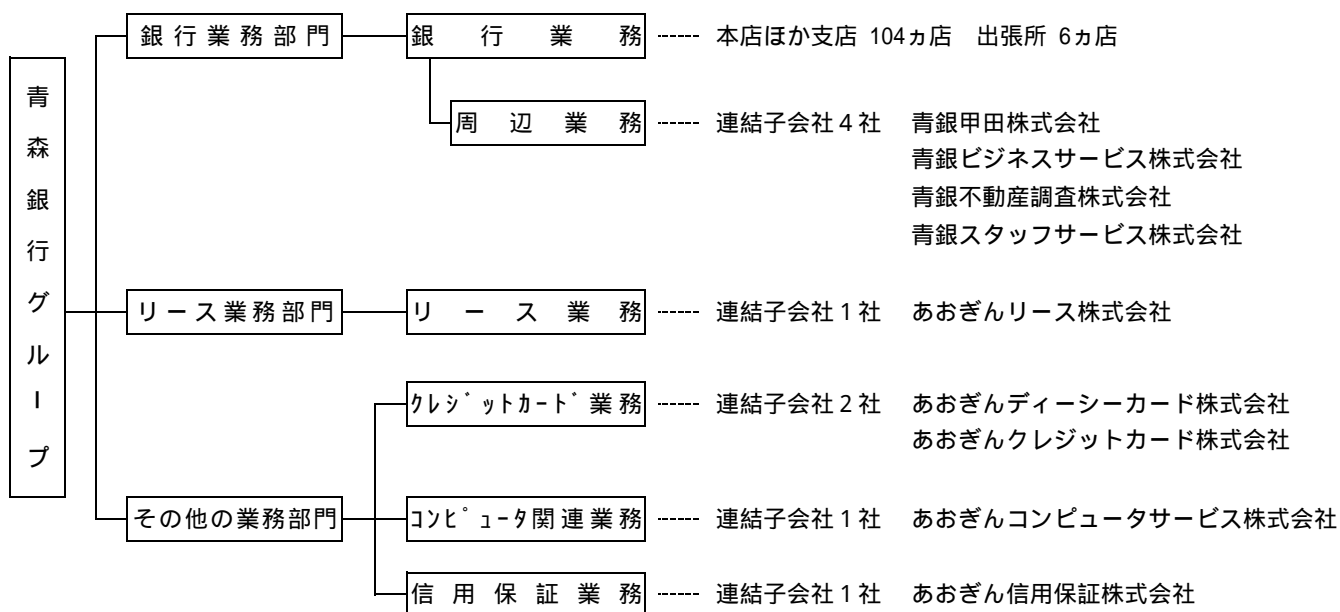 青森銀行グループ
銀行業務部門
銀行業務
本店ほか支店 104ヵ店 出張所 6ヵ店
周辺業務
連結子会社4社 青銀甲田株式会社
青銀ビジネスサービス株式会社
青銀不動産調査株式会社
青銀スタッフサービス株式会社
リース業務部門
リース業務
連結子会社1社 あおぎんリース株式会社
その他の業務部門
クレジットカード業務
連結子会社2社 あおぎんディーシーカード株式会社
あおぎんクレジットカード株式会社
コンピュータ関連業務
連結子会社1社 あおぎんコンピュータサービス株式会社
信用保証業務
連結子会社1社 あおぎん信用保証株式会社